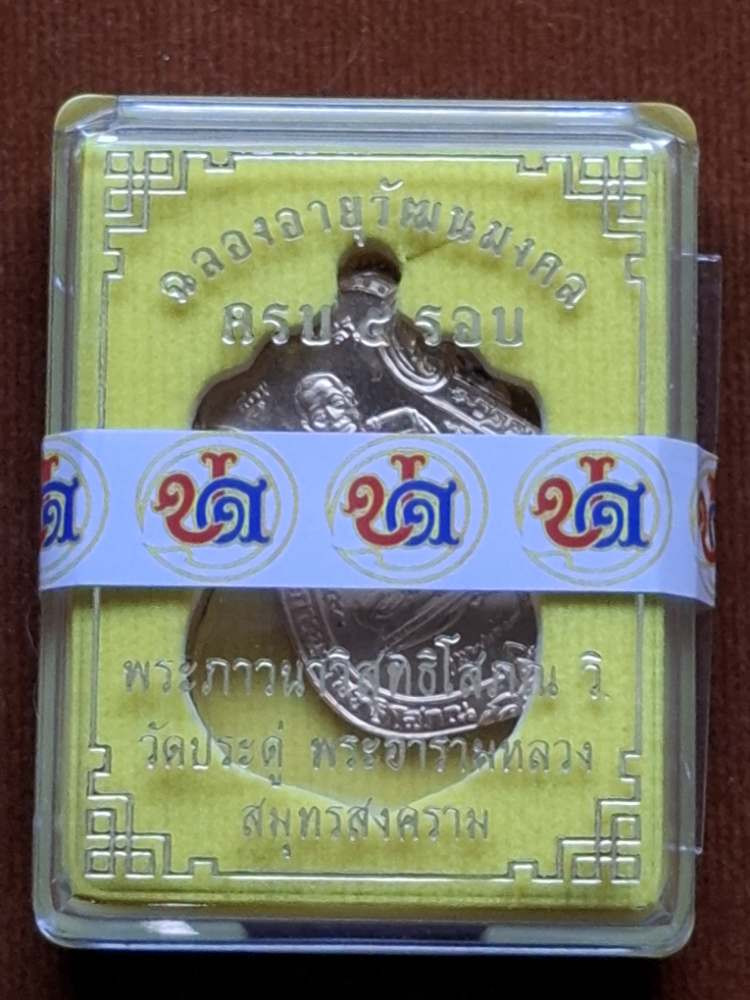 ฉลองอายุวัฒนมงคล
ครบ ๕ รอบ
พระภาวนาวิสุทธิโสภณ วิ.
วัดประดู่ พระอารามหลวง
สมุทรสงคราม